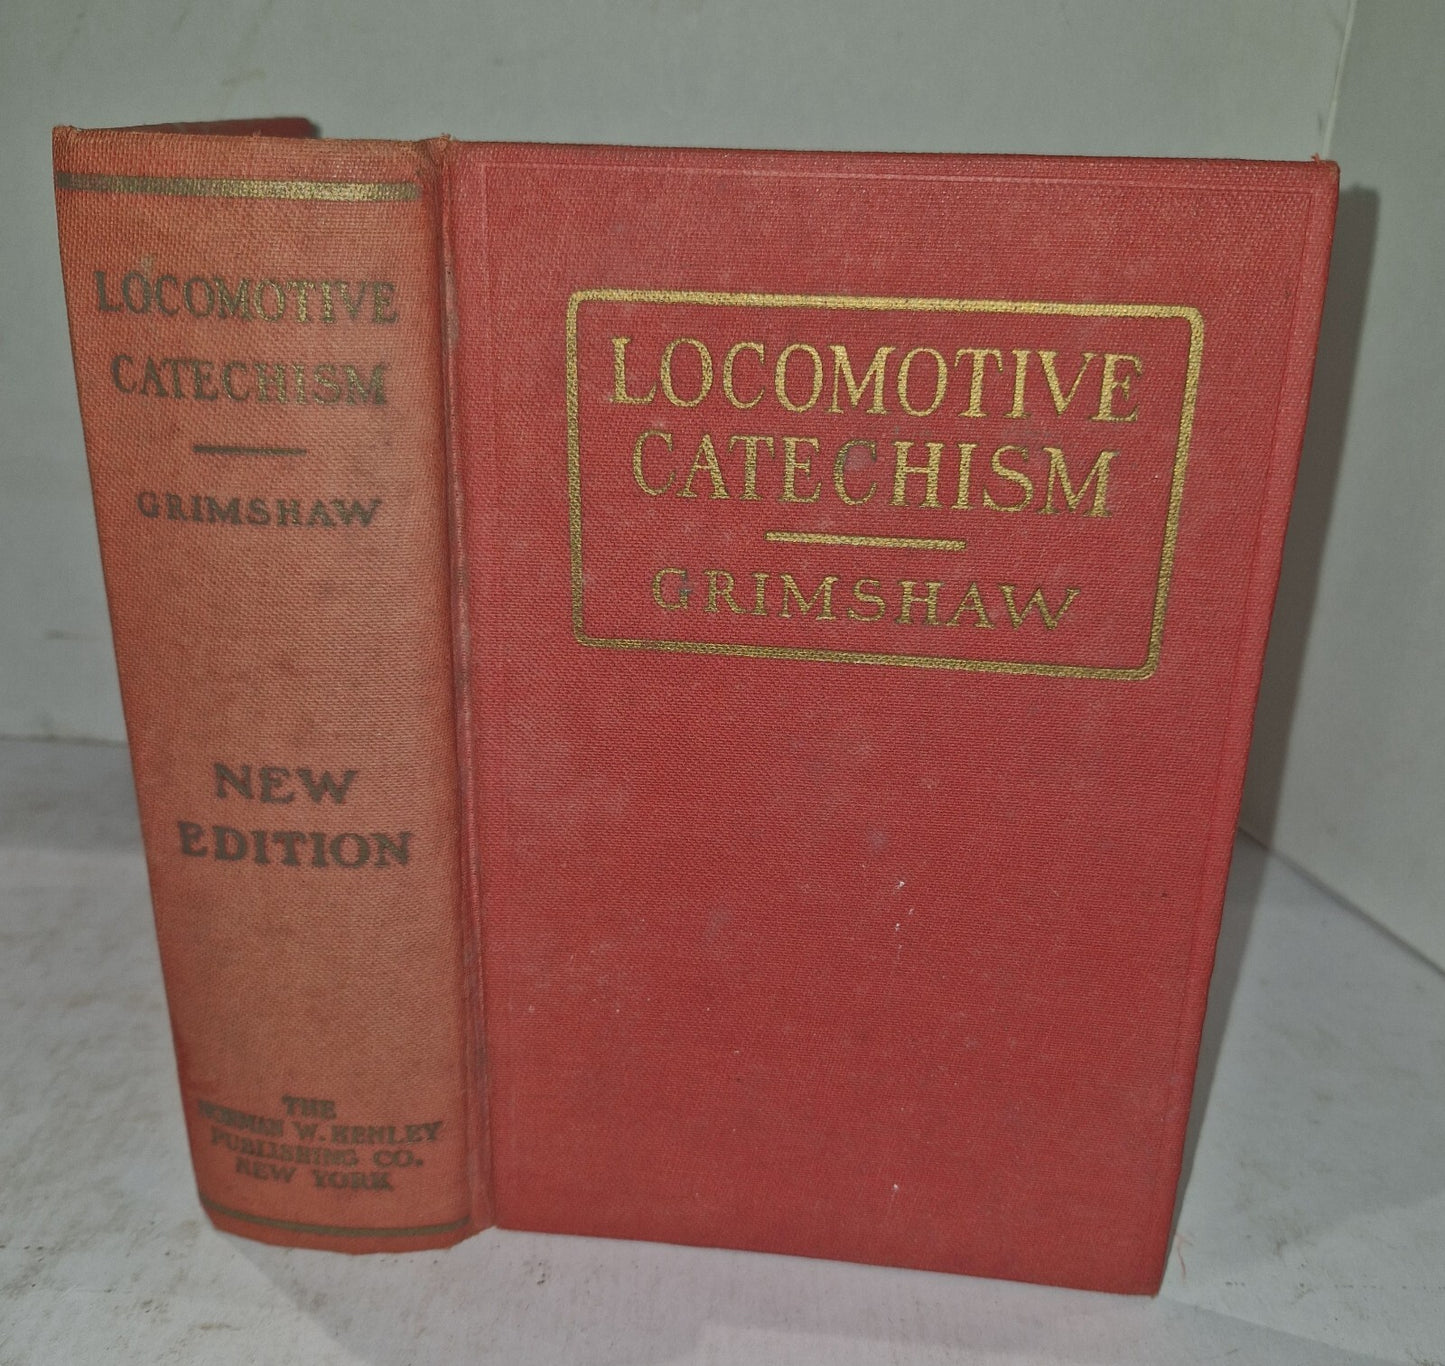 LOCOMOTIVE
CATECHISM
GRIMSHAW
NEW
EDITION
THE
NORMAN W. HENLEY
PUBLISHING CO.
NEW YORK
LOCOMOTIVE
CATECHISM
GRIMSHAW